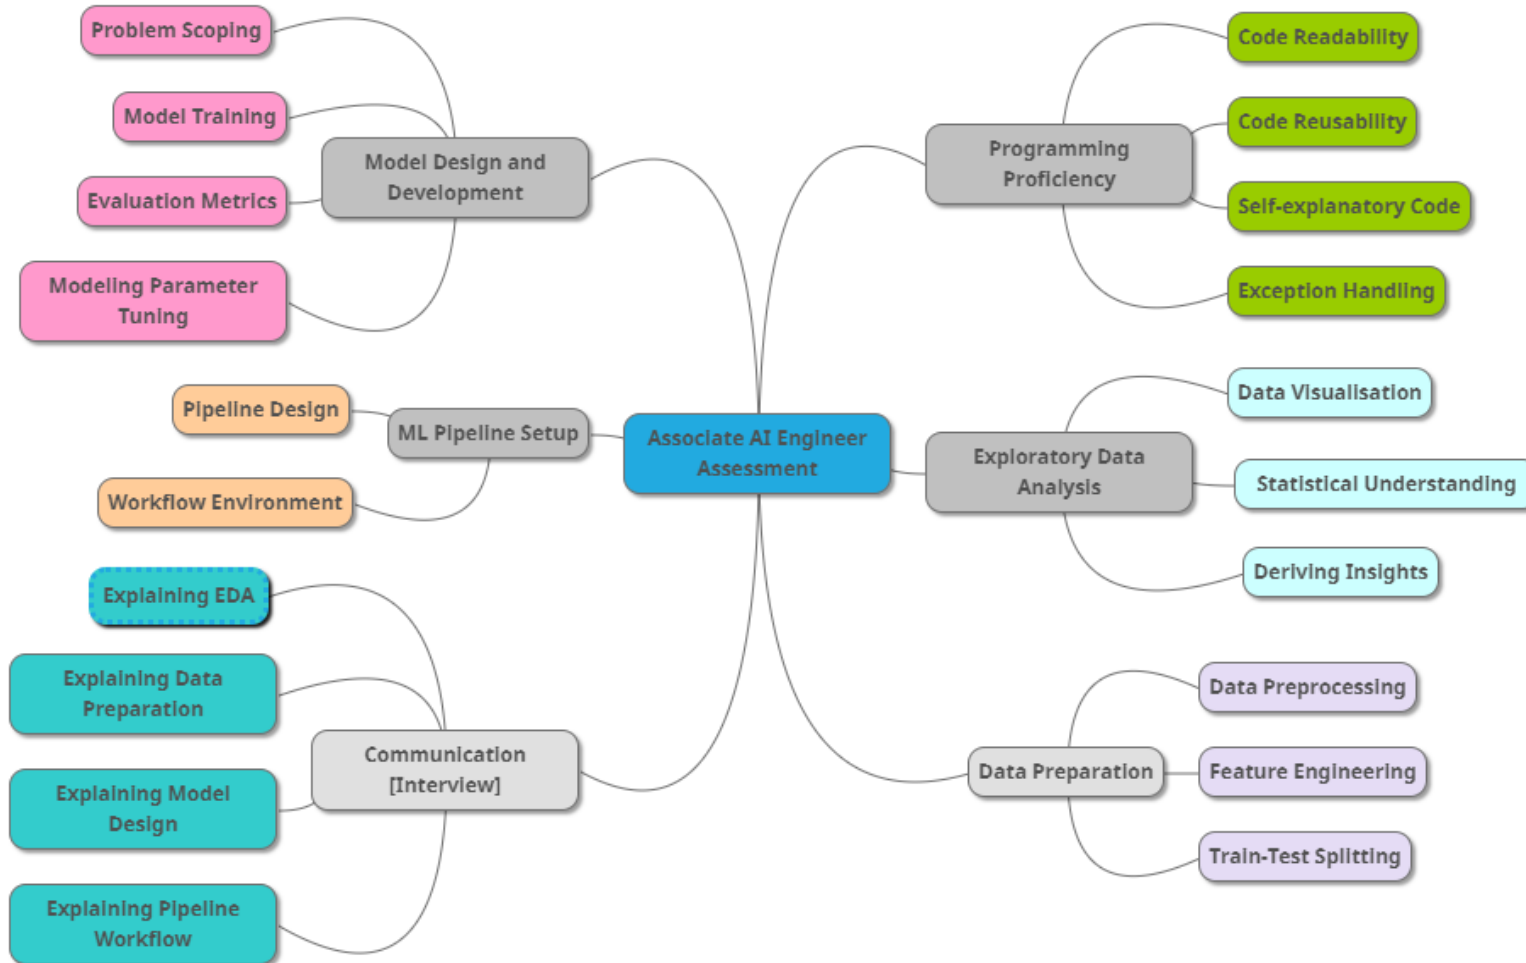 Problem Scoping
Model Training
Evaluation Metrics
Modeling Parameter
Tuning
Model Design and
Development
Pipeline Design
Workflow Environment
ML Pipeline Setup
Explaining EDA
Explaining Data
Preparation
Explaining Model
Design
Explaining Pipeline
Workflow
Communication
[Interview]
Associate AI Engineer
Assessment
Programming
Proficiency
Code Readability
Code Reusability
Self-explanatory Code
Exception Handling
Exploratory Data
Analysis
Data Visualisation
Statistical Understanding
Deriving Insights
Data Preparation
Data Preprocessing
Feature Engineering
Train-Test Splitting